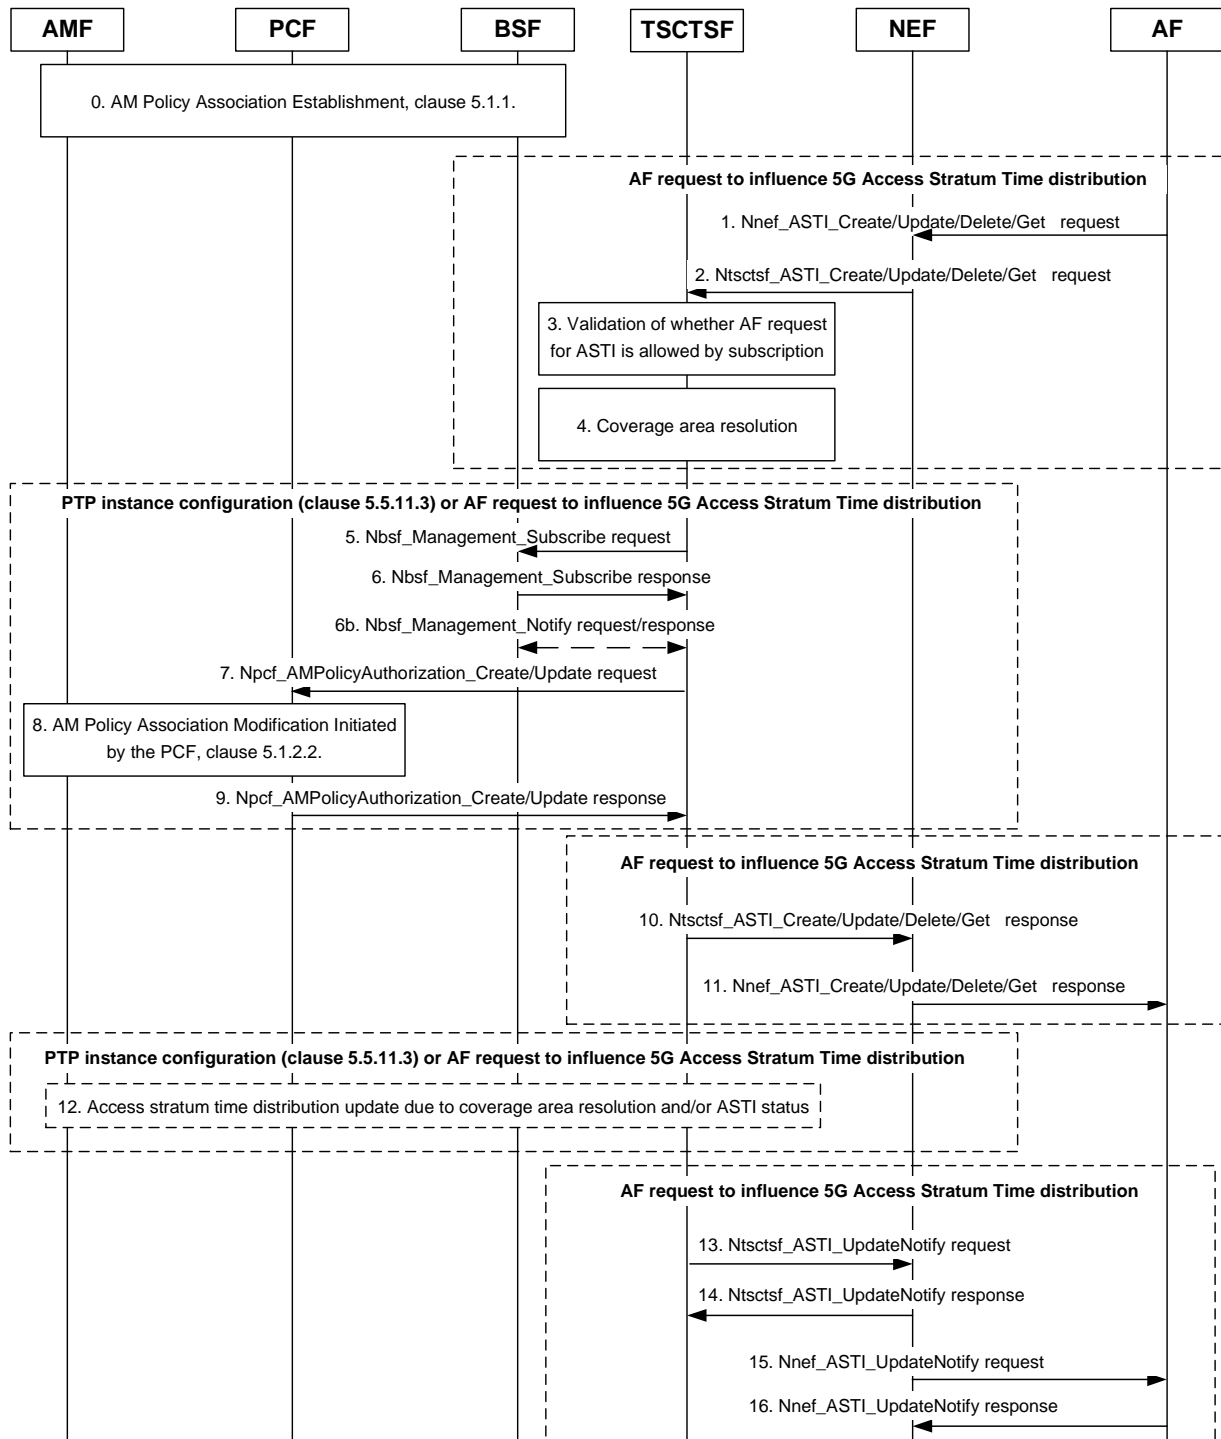 AMF
PCF
BSF
TSCTSF
NEF
AF
0. AM Policy Association Establishment, clause 5.1.1.
AF request to influence 5G Access Stratum Time distribution
1. Nnef_ASTI_Create/Update/Delete/Get request
2. Ntsctsf_ASTI_Create/Update/Delete/Get request
3. Validation of whether AF request
for ASTI is allowed by subscription
4. Coverage area resolution
PTP instance configuration (clause 5.5.11.3) or AF request to influence 5G Access Stratum Time distribution
5. Nbsf_Management_Subscribe request
6. Nbsf_Management_Subscribe response
6b. Nbsf_Management_Notify request/response
7. Npcf_AMPolicyAuthorization_Create/Update request
8. AM Policy Association Modification Initiated
by the PCF, clause 5.1.2.2.
9. Npcf_AMPolicyAuthorization_Create/Update response
AF request to influence 5G Access Stratum Time distribution
10. Ntsctsf_ASTI_Create/Update/Delete/Get response
11. Nnef_ASTI_Create/Update/Delete/Get response
PTP instance configuration (clause 5.5.11.3) or AF request to influence 5G Access Stratum Time distribution
12. Access stratum time distribution update due to coverage area resolution and/or ASTI status
AF request to influence 5G Access Stratum Time distribution
13. Ntsctsf_ASTI_UpdateNotify request
14. Ntsctsf_ASTI_UpdateNotify response
15. Nnef_ASTI_UpdateNotify request
16. Nnef_ASTI_UpdateNotify response